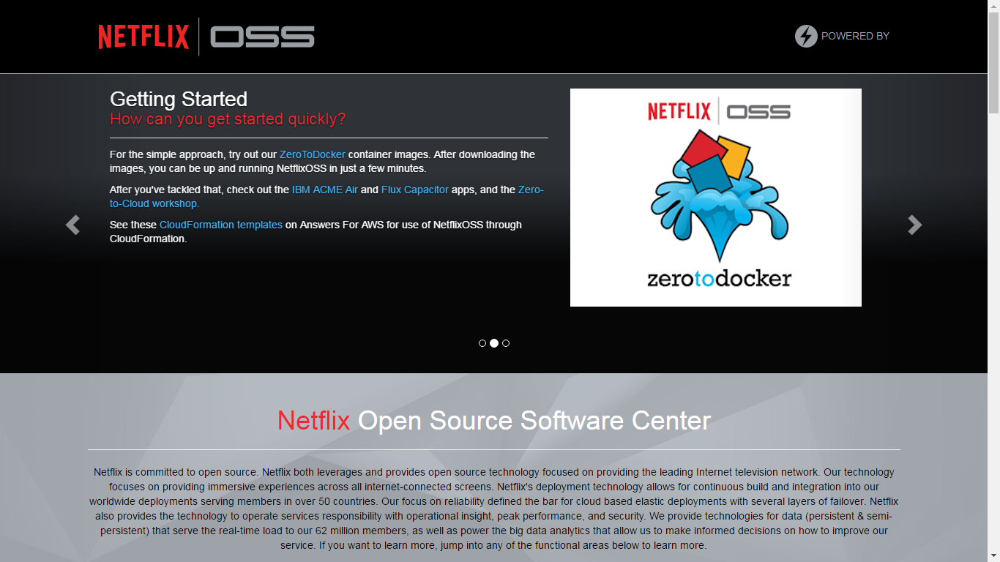 NETFLIX OSS
POWERED BY
Getting Started
How can you get started quickly?
For the simple approach, try out our ZeroToDocker container images. After downloading the
images, you can be up and running NetflixOSS in just a few minutes.
After you've tackled that, check out the IBM ACME Air and Flux Capacitor apps, and the Zero-
to-Cloud workshop.
See these CloudFormation templates on Answers For AWS for use of NetflixOSS through
CloudFormation.
NETFLIX OSS
zerotodocker
Netflix Open Source Software Center
Netflix is committed to open source. Netflix both leverages and provides open source technology focused on providing the leading Internet television network. Our technology
focuses on providing immersive experiences across all internet-connected screens. Netflix's deployment technology allows for continuous build and integration into our
worldwide deployments serving members in over 50 countries. Our focus on reliability defined the bar for cloud based elastic deployments with several layers of failover. Netflix
also provides the technology to operate services responsibility with operational insight, peak performance, and security. We provide technologies for data (persistent & semi-
persistent) that serve the real-time load to our 62 million members, as well as power the big data analytics that allow us to make informed decisions on how to improve our
service. If you want to learn more, jump into any of the functional areas below to learn more.